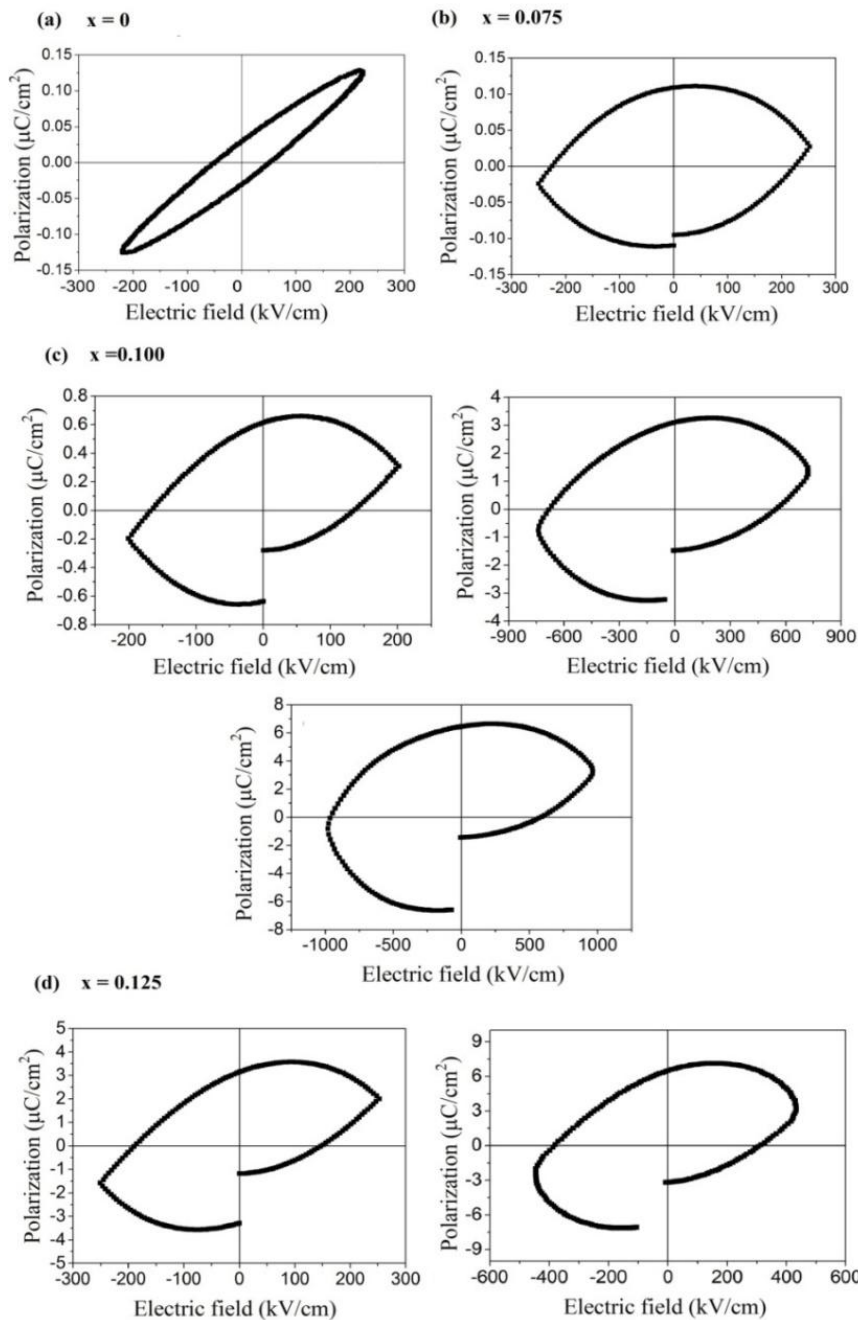 (a) x = 0
(b) x = 0.075
0.15
0.10
0.05
0.00
-0.05
-0.10
-0.15
Polarization (μC/cm²)
-300 -200 -100 0 100 200 300
Electric field (kV/cm)
0.15
0.10
0.05
0.00
-0.05
-0.10
-0.15
Polarization (μC/cm²)
-300 -200 -100 0 100 200 300
Electric field (kV/cm)
(c) x =0.100
0.8
0.6
0.4
0.2
0.0
-0.2
-0.4
-0.6
-0.8
Polarization (μC/cm²)
-200 -100 0 100 200
Electric field (kV/cm)
4
3
2
1
0
-1
-2
-3
-4
Polarization (μC/cm²)
-900 -600 -300 0 300 600 900
Electric field (kV/cm)
8
6
4
2
0
-2
-4
-6
-8
Polarization (μC/cm²)
-1000 -500 0 500 1000
Electric field (kV/cm)
(d) x = 0.125
5
4
3
2
1
0
-1
-2
-3
-4
-5
Polarization (μC/cm²)
-300 -200 -100 0 100 200 300
Electric field (kV/cm)
9
6
3
0
-3
-6
-9
Polarization (μC/cm²)
-600 -400 -200 0 200 400 600
Electric field (kV/cm)